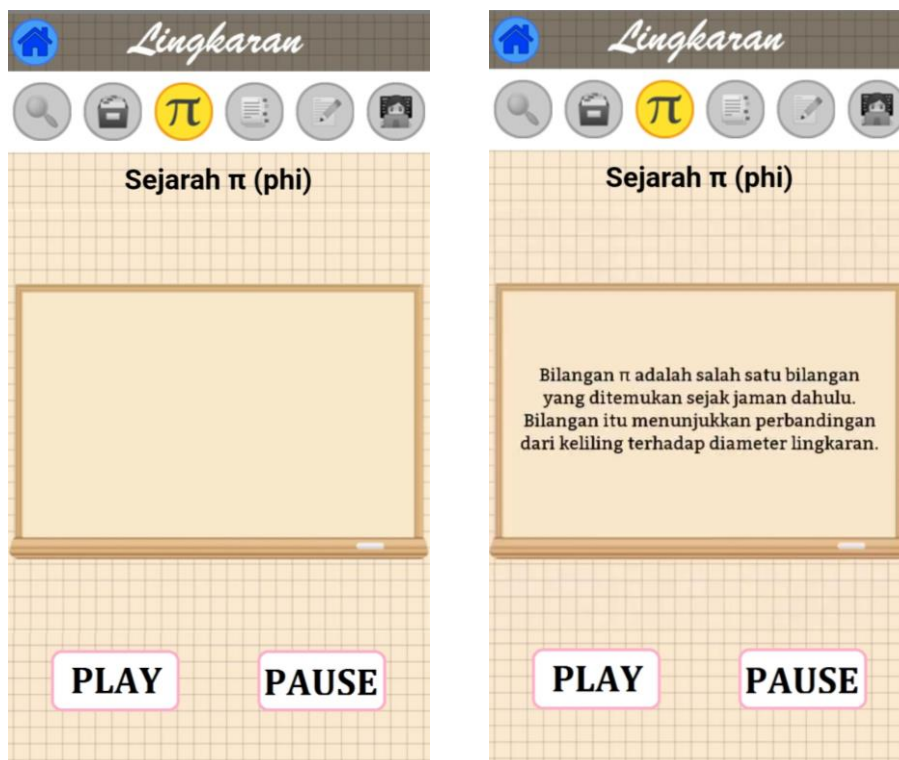 Lingkaran
π
Sejarah π (phi)
PLAY
PAUSE
Lingkaran
π
Sejarah π (phi)
Bilangan π adalah salah satu bilangan
yang ditemukan sejak jaman dahulu.
Bilangan itu menunjukkan perbandingan
dari keliling terhadap diameter lingkaran.
PLAY
PAUSE